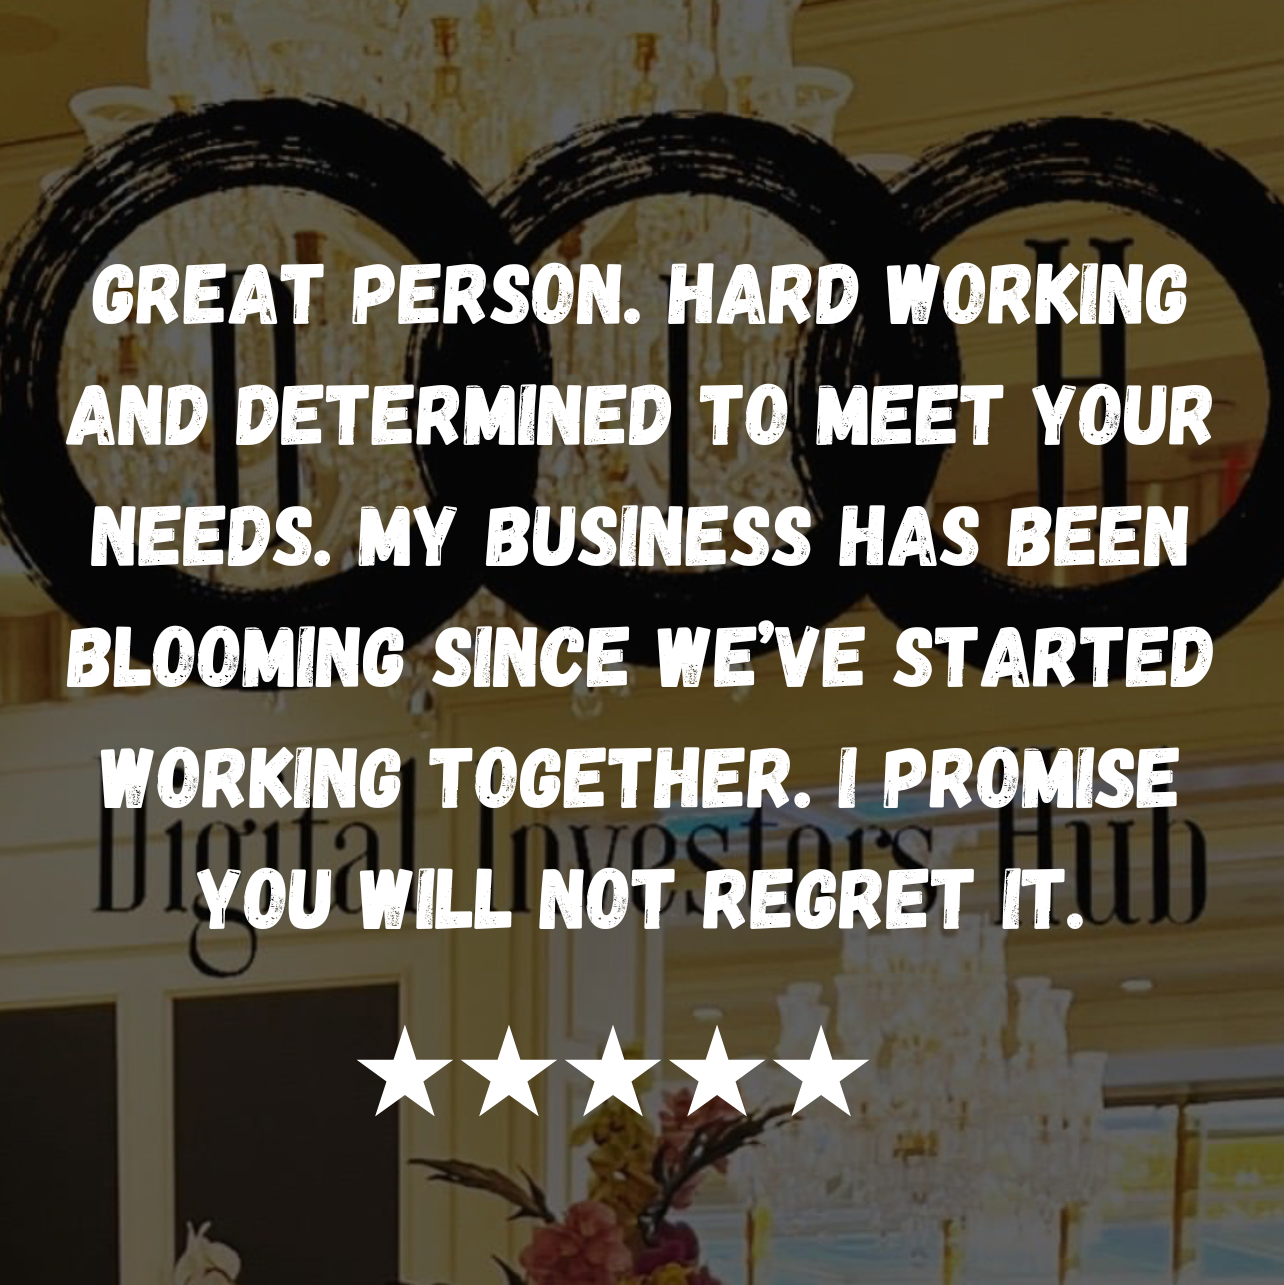 GREAT PERSON. HARD WORKING
AND DETERMINED TO MEET YOUR
NEEDS. MY BUSINESS HAS BEEN
BLOOMING SINCE WE'VE STARTED
WORKING TOGETHER. I PROMISE
YOU WILL NOT REGRET IT.
D I H
Digital Investors Hub